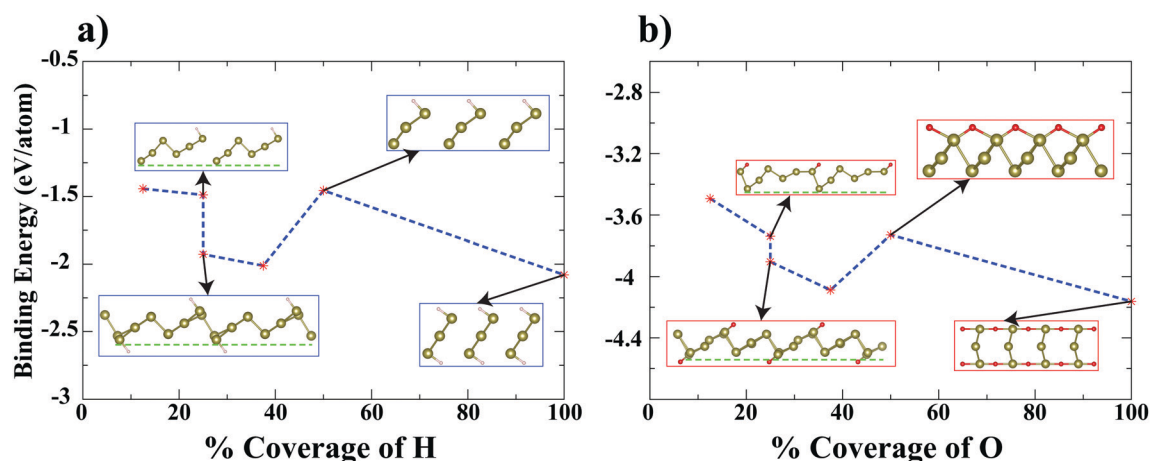 a)
-0.5
-1
-1.5
-2
-2.5
-3
0 20 40 60 80 100
Binding Energy (eV/atom)
% Coverage of H
b)
-2.8
-3.2
-3.6
-4
-4.4
0 20 40 60 80 100
% Coverage of O